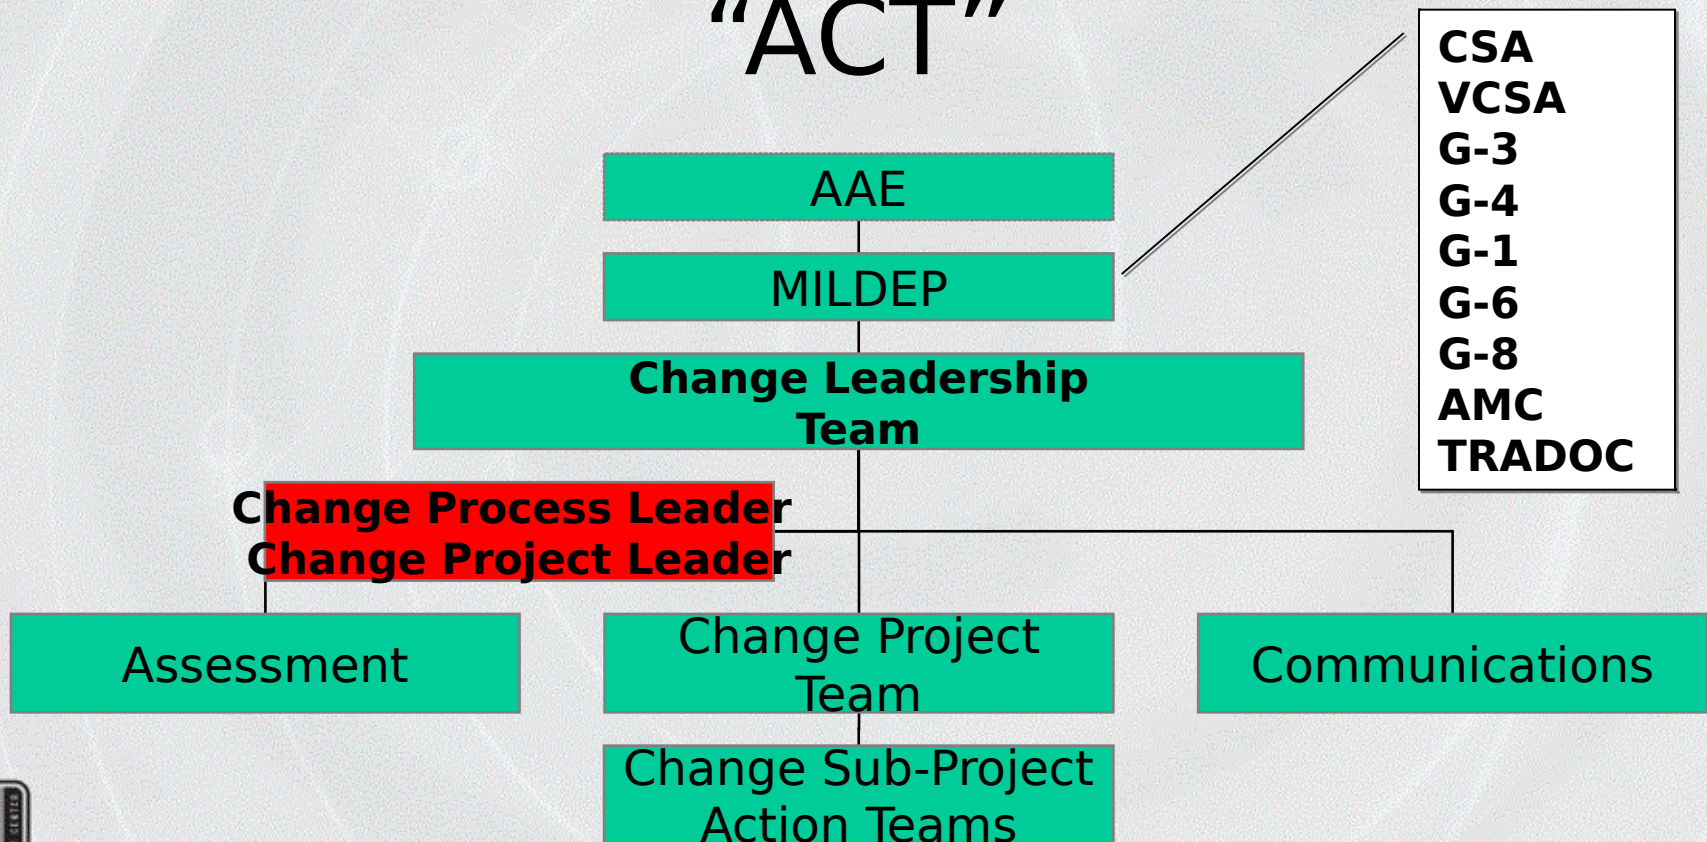 “ACT”
CSA
VCSA
G-3
G-4
G-1
G-6
G-8
AMC
TRADOC
AAE
MILDEP
Change Leadership
Team
Change Process Leader
Change Project Leader
Assessment
Change Project
Team
Communications
Change Sub-Project
Action Teams
CENTER